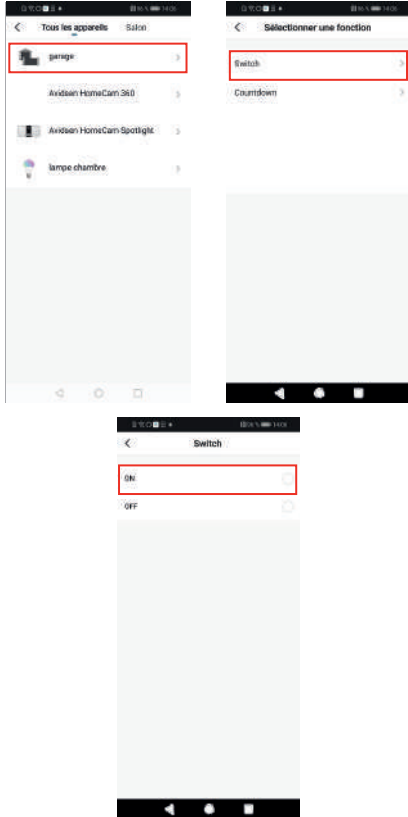 Tous les appareils Salon
garage
Avidsen HomeCam 360
Avidsen HomeCam Spotlight
lampe chambre
Sélectionner une fonction
Switch
Countdown
Switch
ON
OFF